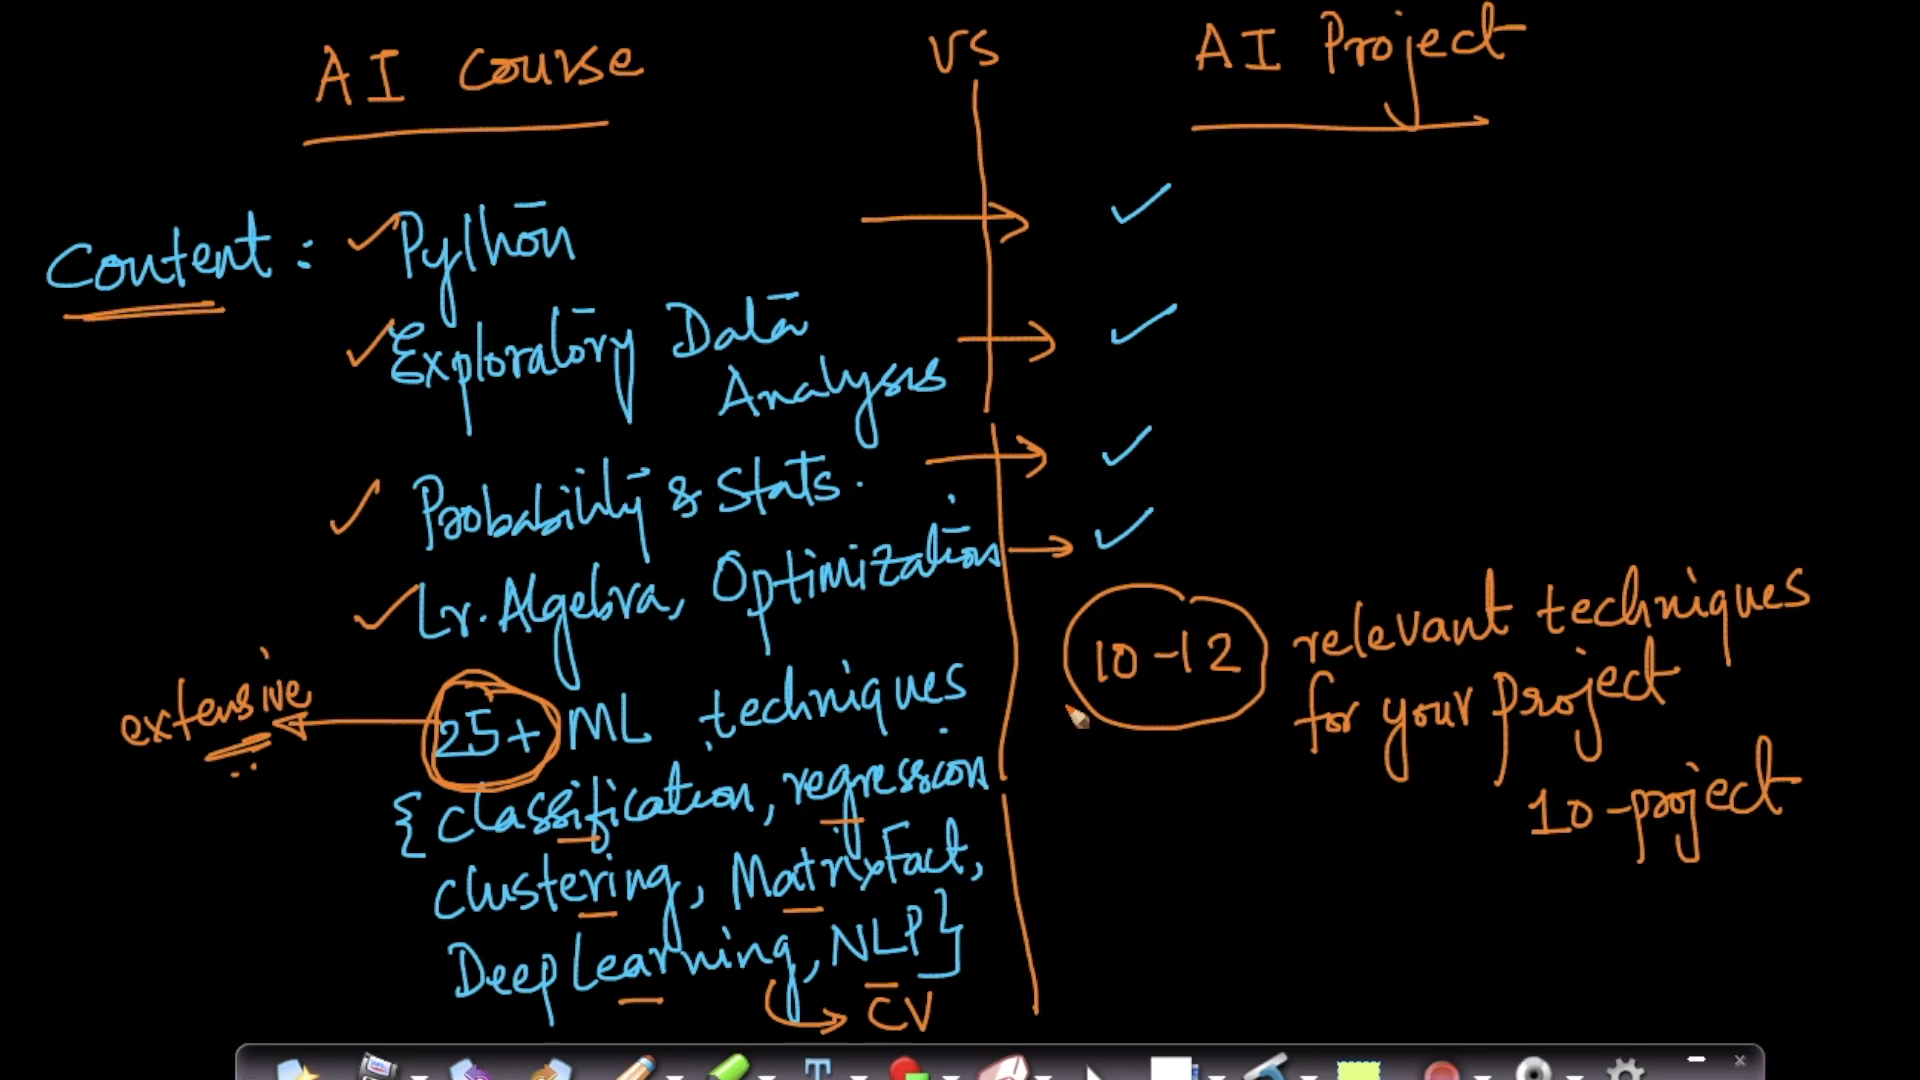 AI Course vs AI Project
Content : Python
Exploratory Data
Analysis
Probability & Stats.
Lr. Algebra, Optimization
10-12 relevant techniques
for your project
extensive
25+ ML techniques
10-project
{classification, regression
clustering, MatrixFact,
Deep Learning, NLP}
CV
T